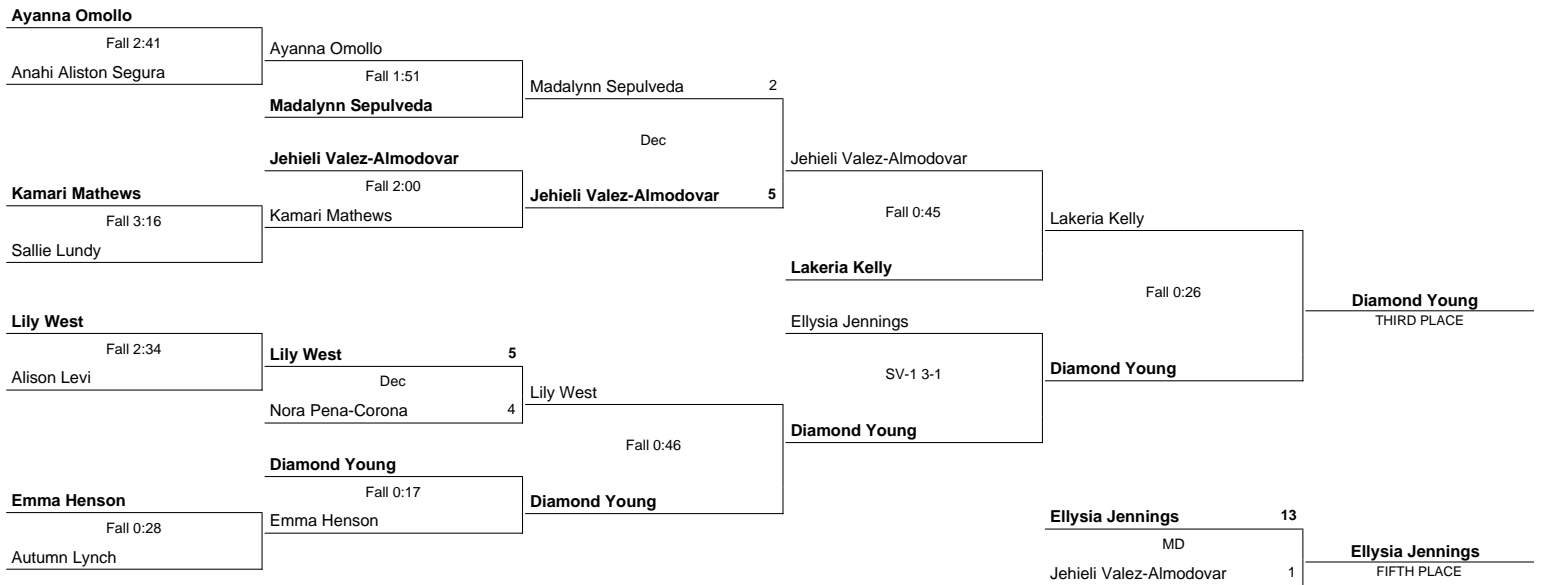 Ayanna Omollo
Fall 2:41
Anahi Aliston Segura
Ayanna Omollo
Fall 1:51
Madalynn Sepulveda
Madalynn Sepulveda 2
Dec
Jehieli Valez-Almodovar 5
Jehieli Valez-Almodovar
Fall 2:00
Kamari Mathews
Kamari Mathews
Fall 3:16
Sallie Lundy
Jehieli Valez-Almodovar
Fall 0:45
Lakeria Kelly
Lakeria Kelly
Fall 0:26
Diamond Young
Diamond Young
THIRD PLACE
Lily West
Fall 2:34
Alison Levi
Lily West 5
Dec
Nora Pena-Corona 4
Lily West
Fall 0:46
Diamond Young
Ellysia Jennings
SV-1 3-1
Diamond Young
Diamond Young
Fall 0:17
Emma Henson
Emma Henson
Fall 0:28
Autumn Lynch
Ellysia Jennings 13
MD
Jehieli Valez-Almodovar 1
Ellysia Jennings
FIFTH PLACE